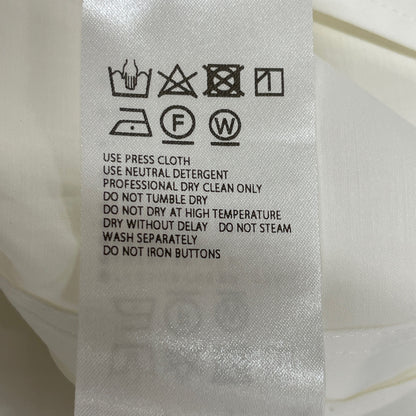 F W
USE PRESS CLOTH
USE NEUTRAL DETERGENT
PROFESSIONAL DRY CLEAN ONLY
DO NOT TUMBLE DRY
DO NOT DRY AT HIGH TEMPERATURE
DRY WITHOUT DELAY DO NOT STEAM
WASH SEPARATELY
DO NOT IRON BUTTONS